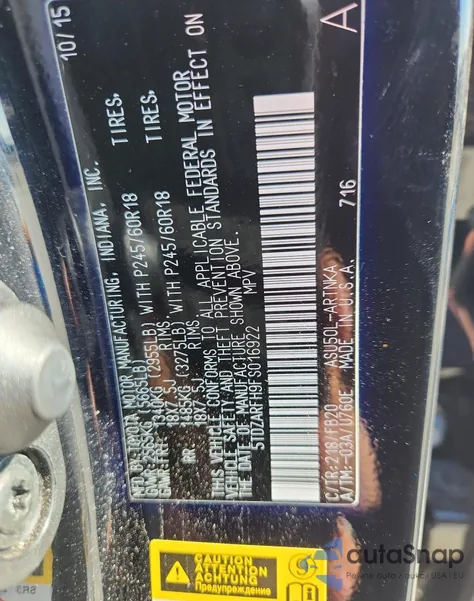 MFD. BY: TOYOTA MOTOR MANUFACTURING, INDIANA, INC. 10/15
GVWR: 2565KG (5655LB)
GAWR: FRT 1340KG (2955LB) WITH P245/60R18 TIRES,
18X7.5J RIMS
RR 1485KG (3275LB) WITH P245/60R18 TIRES,
18X7.5J RIMS
THIS VEHICLE CONFORMS TO ALL APPLICABLE FEDERAL MOTOR
VEHICLE SAFETY AND THEFT PREVENTION STANDARDS IN EFFECT ON
THE DATE OF MANUFACTURE SHOWN ABOVE.
5TDZARFH9FS016922 MPV
C/TR: 218/FB20 ASU50L-ARTNKA 716 A
A/TM: -03A/U760E MADE IN U.S.A.
CAUTION
ATTENTION
ACHTUNG
Предупреждение
autoSnap